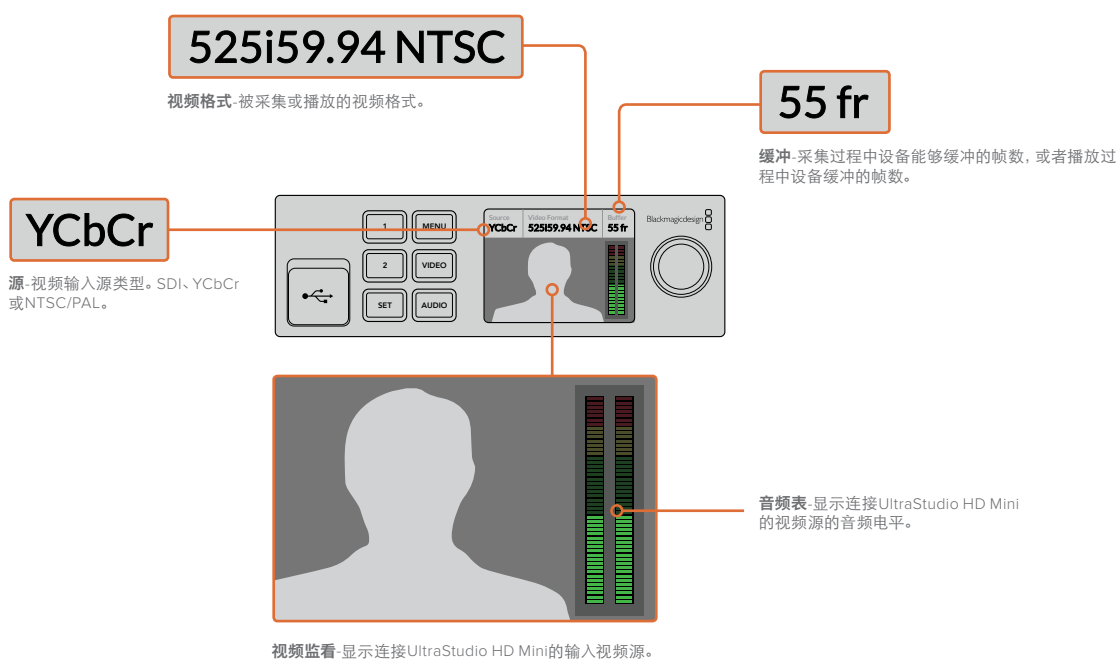 525i59.94 NTSC
视频格式-被采集或播放的视频格式。
55 fr
缓冲-采集过程中设备能够缓冲的帧数，或者播放过
程中设备缓冲的帧数。
YCbCr
源-视频输入源类型。SDI、YCbCr
或NTSC/PAL。
1
MENU
2
VIDEO
SET
AUDIO
Source
YCbCr
Video Format
525I59.94 NTSC
Buffer
55 fr
Blackmagicdesign
音频表-显示连接UltraStudio HD Mini
的视频源的音频电平。
视频监看-显示连接UltraStudio HD Mini的输入视频源。